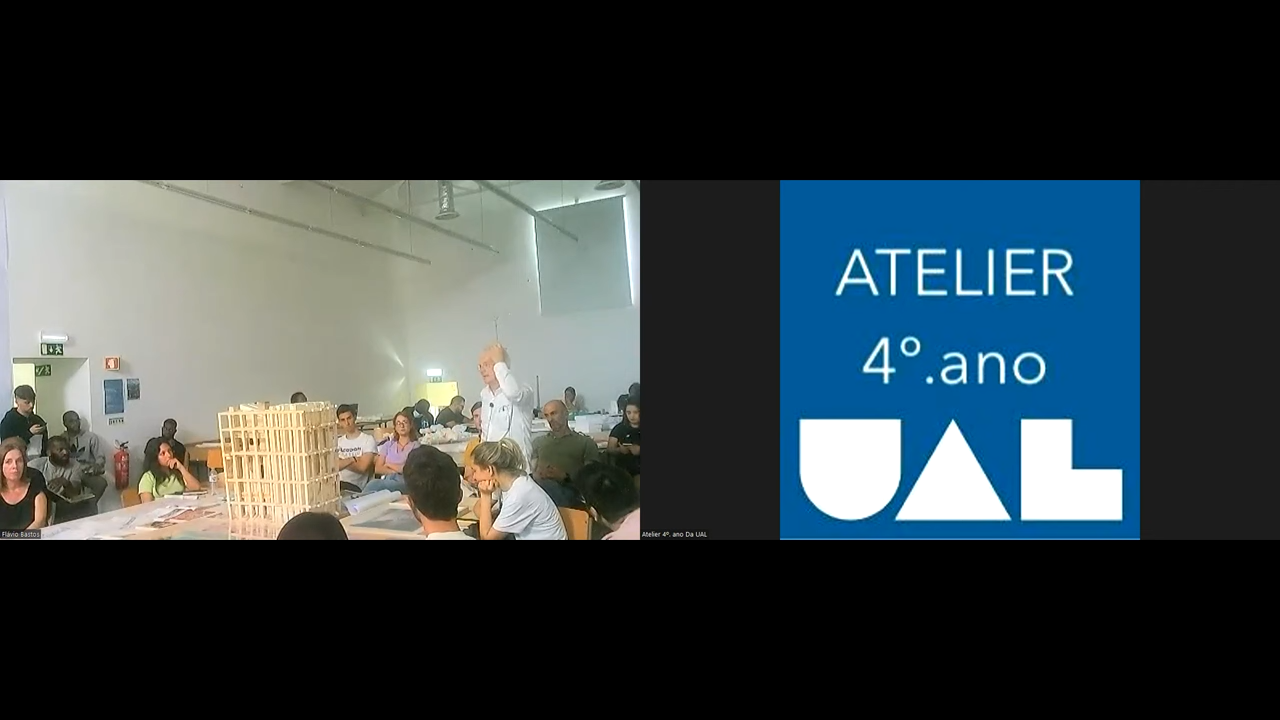 Flávio Bastos
ATELIER
4º.ano
UAL
Atelier 4º. ano Da UAL